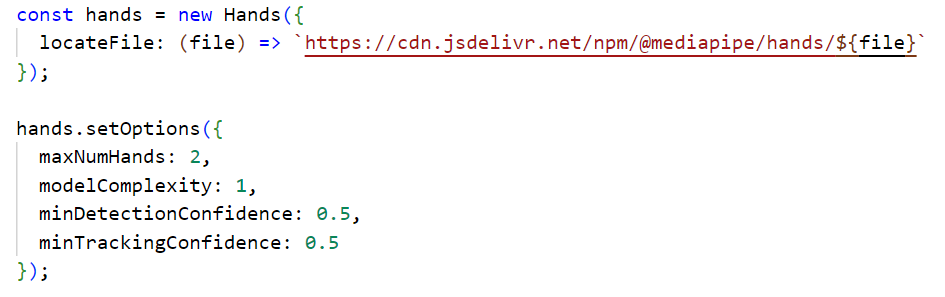 const hands = new Hands({
  locateFile: (file) => `https://cdn.jsdelivr.net/npm/@mediapipe/hands/${file}`
});

hands.setOptions({
  maxNumHands: 2,
  modelComplexity: 1,
  minDetectionConfidence: 0.5,
  minTrackingConfidence: 0.5
});